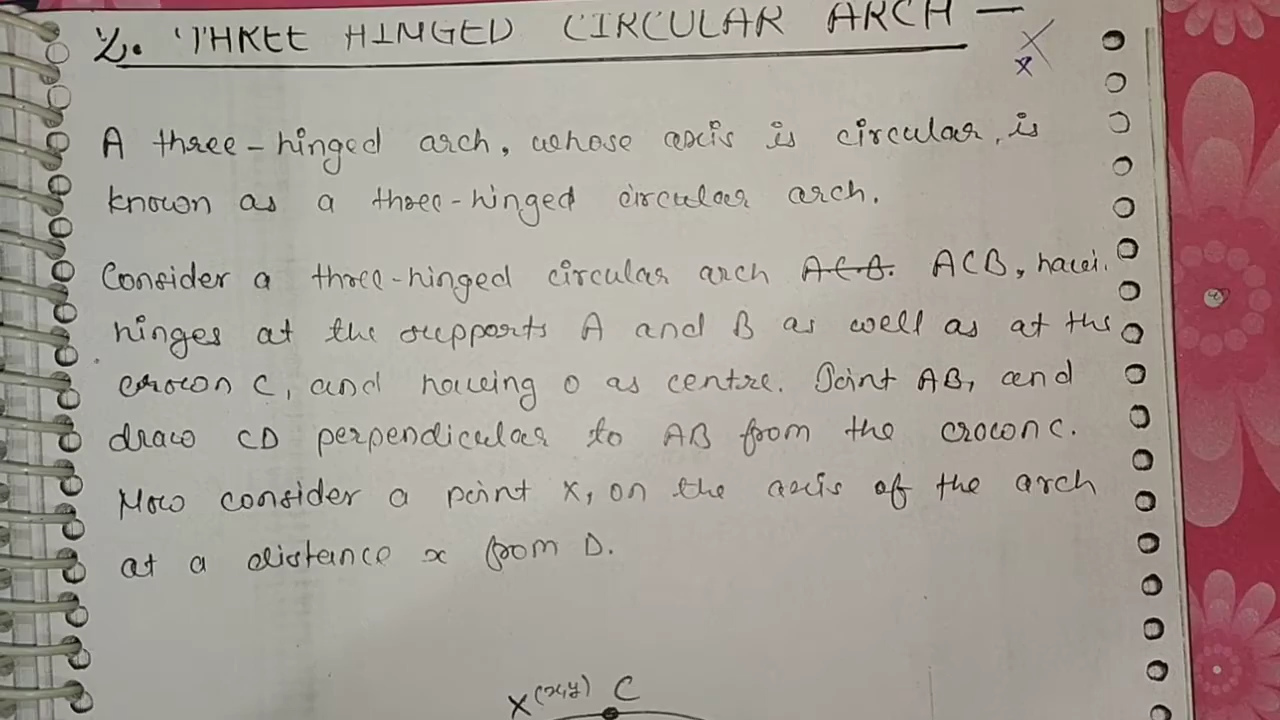 2. THREE HINGED CIRCULAR ARCH —
A three-hinged arch, whose axis is circular, is
known as a three-hinged circular arch.
Consider a three-hinged circular arch ACB. ACB, havi
hinges at the supports A and B as well as at the
crown C, and having O as centre. Joint AB, and
draw CD perpendicular to AB from the crown C.
Now consider a point X, on the axis of the arch
at a distance x from D.
X(x,y) C